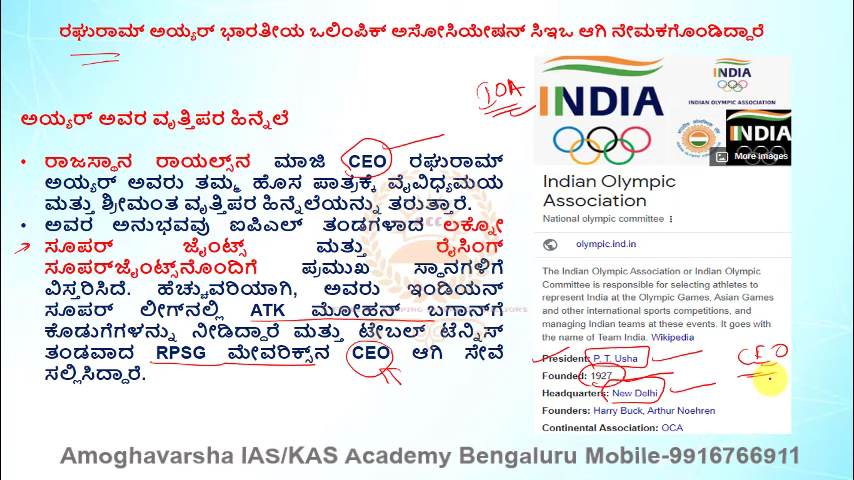 ರಘುರಾಮ್ ಅಯ್ಯರ್ ಭಾರತೀಯ ಒಲಿಂಪಿಕ್ ಅಸೋಸಿಯೇಷನ್ ಸಿಇಒ ಆಗಿ ನೇಮಕಗೊಂಡಿದ್ದಾರೆ
ಅಯ್ಯರ್ ಅವರ ವೃತ್ತಿಪರ ಹಿನ್ನೆಲೆ
• ರಾಜಸ್ಥಾನ ರಾಯಲ್ಸ್‌ನ ಮಾಜಿ CEO ರಘುರಾಮ್
ಅಯ್ಯರ್ ಅವರು ತಮ್ಮ ಹೊಸ ಪಾತ್ರಕ್ಕೆ ವೈವಿಧ್ಯಮಯ
ಮತ್ತು ಶ್ರೀಮಂತ ವೃತ್ತಿಪರ ಹಿನ್ನೆಲೆಯನ್ನು ತರುತ್ತಾರೆ.
• ಅವರ ಅನುಭವವು ಐಪಿಎಲ್ ತಂಡಗಳಾದ ಲಕ್ನೋ
ಸೂಪರ್ ಜೈಂಟ್ಸ್ ಮತ್ತು ರೈಸಿಂಗ್
ಸೂಪರ್‌ಜೈಂಟ್ಸ್‌ನೊಂದಿಗೆ ಪ್ರಮುಖ ಸ್ಥಾನಗಳಿಗೆ
ವಿಸ್ತರಿಸಿದೆ. ಹೆಚ್ಚುವರಿಯಾಗಿ, ಅವರು ಇಂಡಿಯನ್
ಸೂಪರ್ ಲೀಗ್‌ನಲ್ಲಿ ATK ಮೋಹನ್ ಬಗಾನ್‌ಗೆ
ಕೊಡುಗೆಗಳನ್ನು ನೀಡಿದ್ದಾರೆ ಮತ್ತು ಟೇಬಲ್ ಟೆನ್ನಿಸ್
ತಂಡವಾದ RPSG ಮೇವರಿಕ್ಸ್‌ನ CEO ಆಗಿ ಸೇವೆ
ಸಲ್ಲಿಸಿದ್ದಾರೆ.
IOA
INDIA
INDIA
INDIAN OLYMPIC ASSOCIATION
INDIA
More images
Indian Olympic
Association
National olympic committee
olympic.ind.in
The Indian Olympic Association or Indian Olympic
Committee is responsible for selecting athletes to
represent India at the Olympic Games, Asian Games
and other international sports competitions, and
managing Indian teams at these events. It goes with
the name of Team India. Wikipedia
President: P. T. Usha
CEO
Founded: 1927
Headquarters: New Delhi
Founders: Harry Buck, Arthur Noehren
Continental Association: OCA
Amoghavarsha IAS/KAS Academy Bengaluru Mobile-9916766911